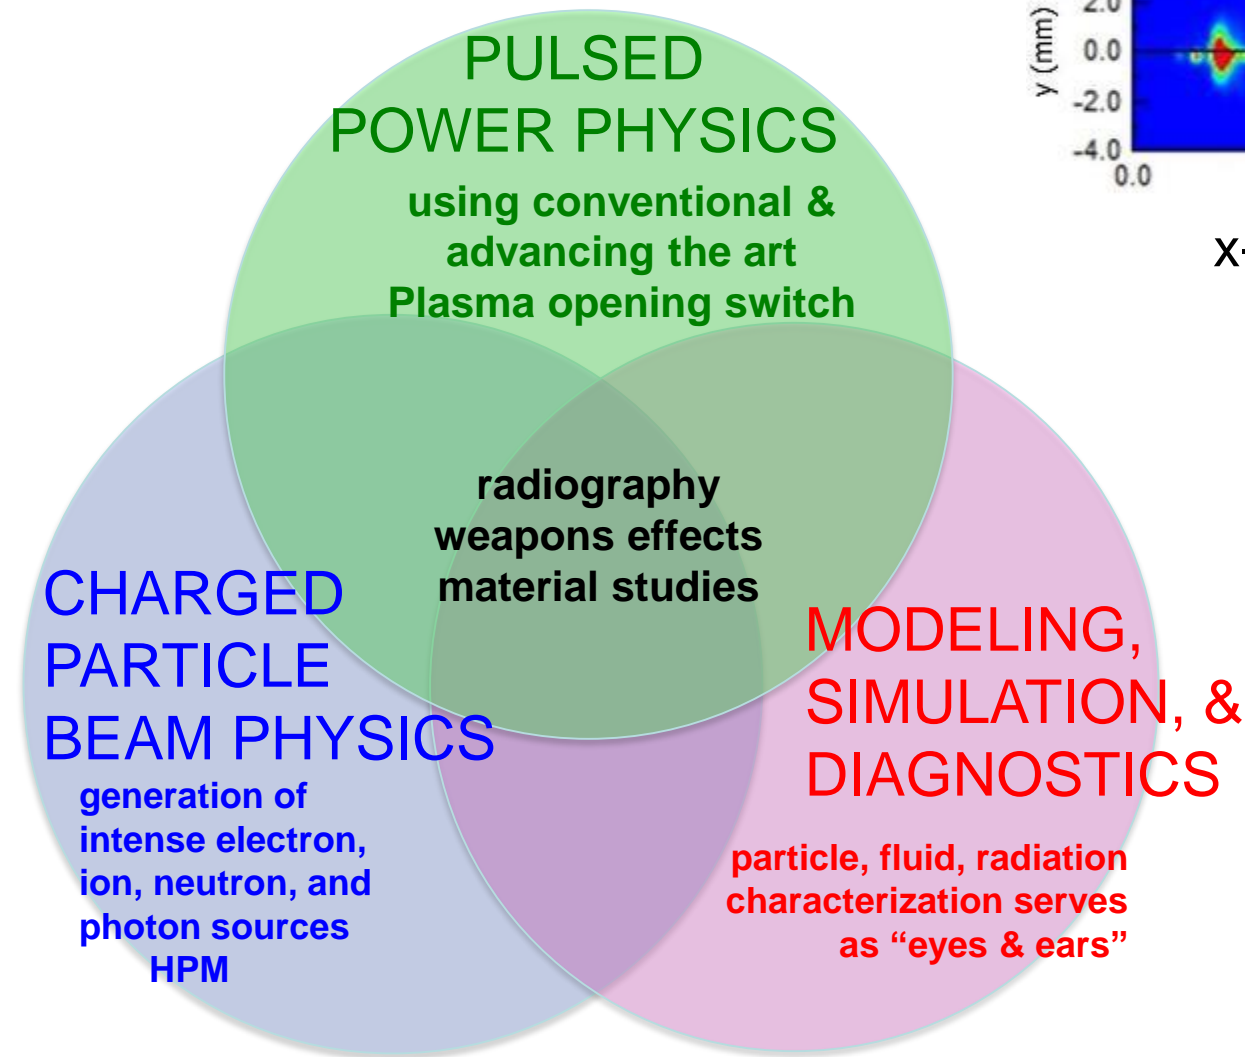 PULSED
POWER PHYSICS
using conventional &
advancing the art
Plasma opening switch
y (mm)
2.0
0.0
-2.0
-4.0
0.0
radiography
weapons effects
material studies
CHARGED
PARTICLE
BEAM PHYSICS
generation of
intense electron,
ion, neutron, and
photon sources
HPM
MODELING,
SIMULATION, &
DIAGNOSTICS
particle, fluid, radiation
characterization serves
as “eyes & ears”